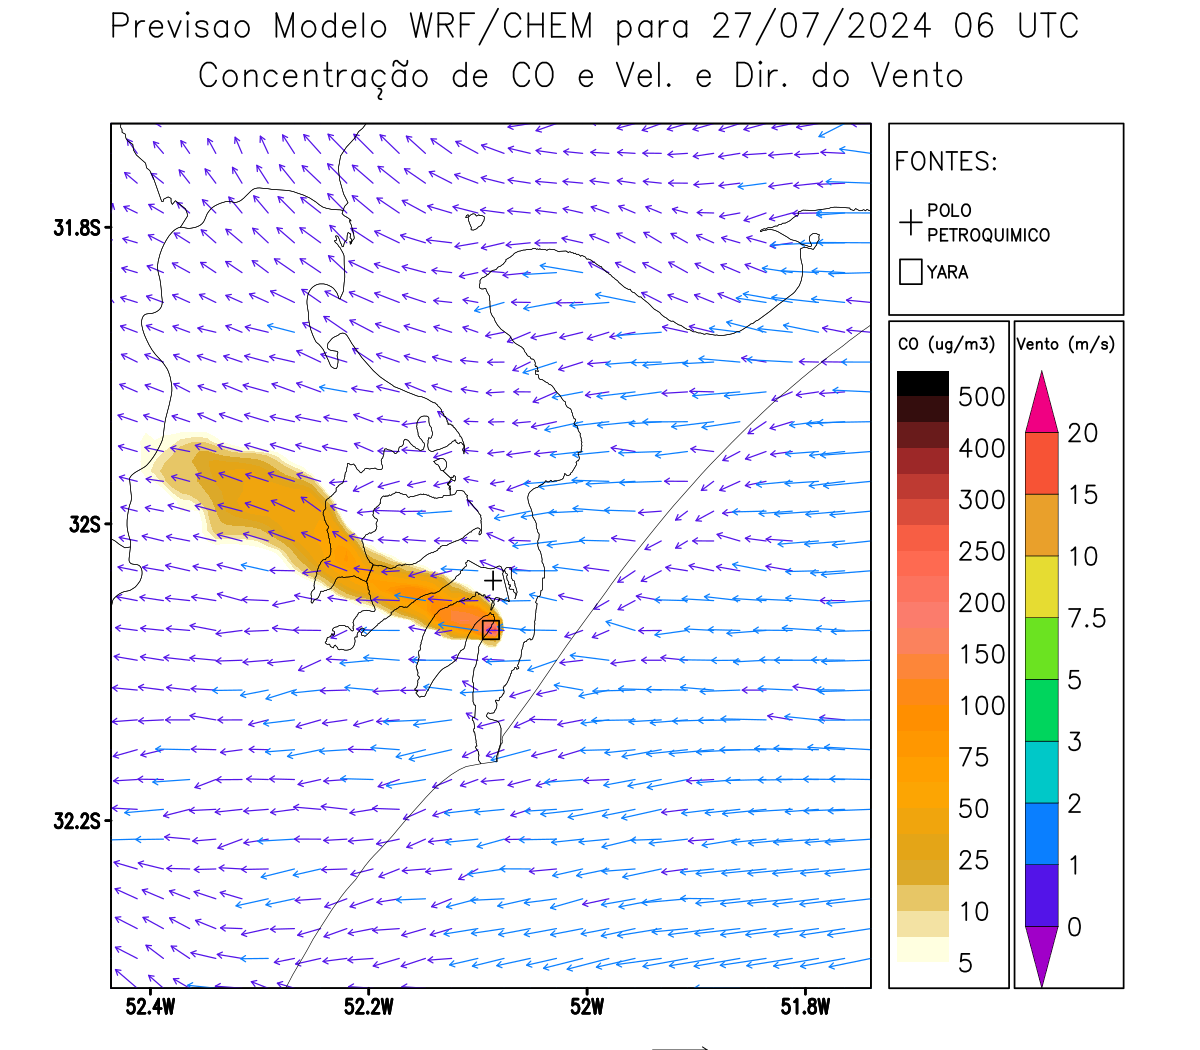 Previsao Modelo WRF/CHEM para 27/07/2024 06 UTC
Concentração de CO e Vel. e Dir. do Vento
FONTES:
POLO
PETROQUIMICO
YARA
CO (ug/m3)
500
400
300
250
200
150
100
75
50
25
10
5
Vento (m/s)
20
15
10
7.5
5
3
2
1
0
31.8S
32S
32.2S
52.4W
52.2W
52W
51.8W